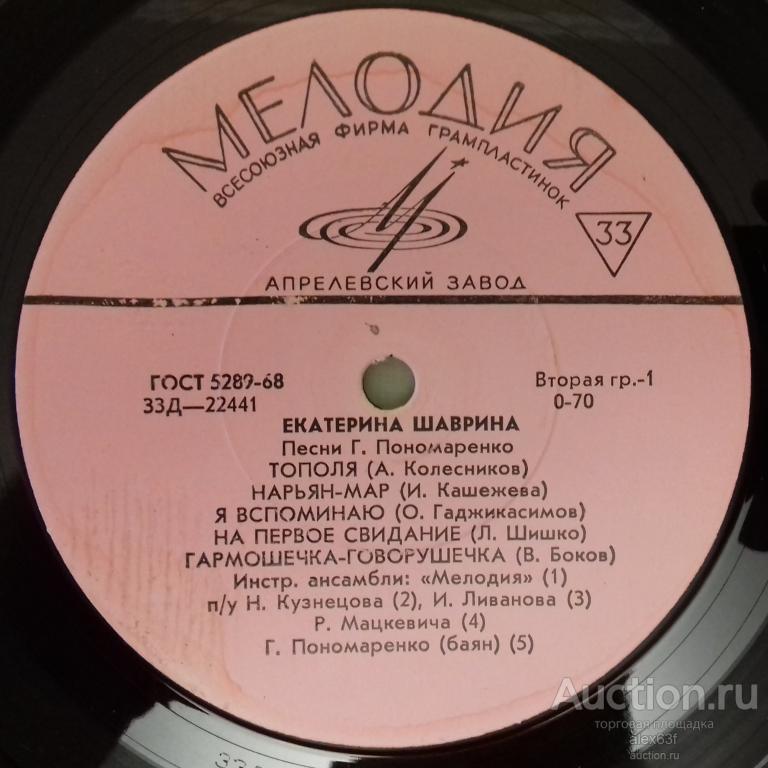 МЕЛОДИЯ
ВСЕСОЮЗНАЯ ФИРМА ГРАМПЛАСТИНОК
33
АПРЕЛЕВСКИЙ ЗАВОД
ГОСТ 5289-68
33Д—22441
Вторая гр.-1
0-70
ЕКАТЕРИНА ШАВРИНА
Песни Г. Пономаренко
ТОПОЛЯ (А. Колесников)
НАРЬЯН-МАР (И. Кашежева)
Я ВСПОМИНАЮ (О. Гаджикасимов)
НА ПЕРВОЕ СВИДАНИЕ (Л. Шишко)
ГАРМОШЕЧКА-ГОВОРУШЕЧКА (В. Боков)
Инстр. ансамбли: «Мелодия» (1)
п/у Н. Кузнецова (2), И. Ливанова (3)
Р. Мацкевича (4)
Г. Пономаренко (баян) (5)
Auction.ru
торговая площадка
alex63f
auction.ru